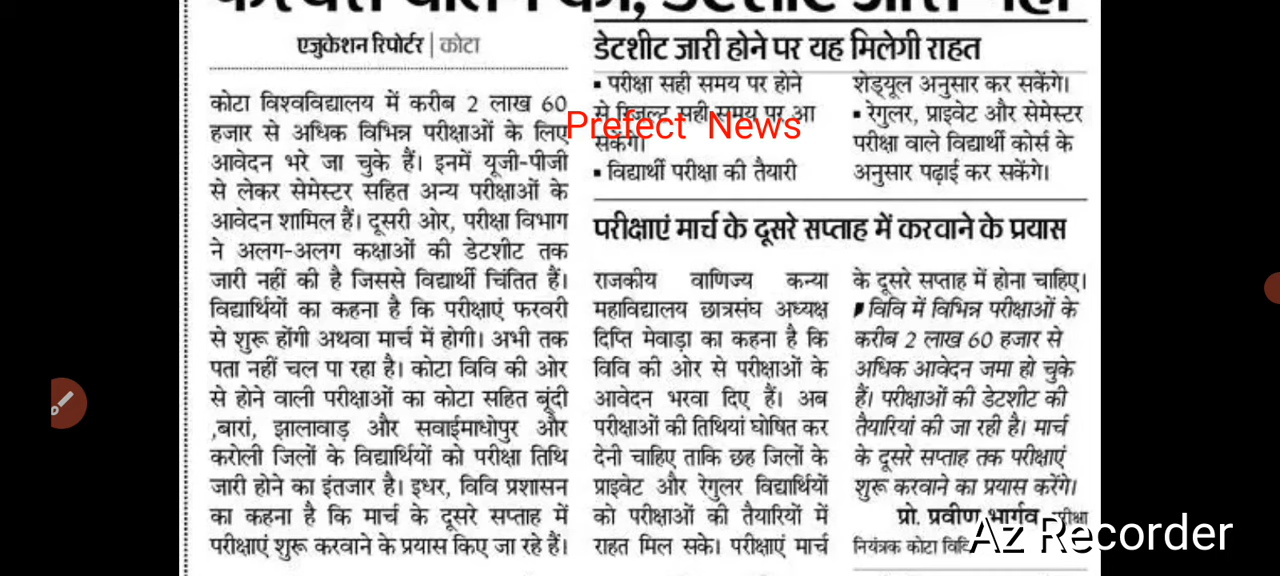 एजुकेशन रिपोर्टर | कोटा
कोटा विश्वविद्यालय में करीब 2 लाख 60
हजार से अधिक विभिन्न परीक्षाओं के लिए
आवेदन भरे जा चुके हैं। इनमें यूजी-पीजी
से लेकर सेमेस्टर सहित अन्य परीक्षाओं के
आवेदन शामिल हैं। दूसरी ओर, परीक्षा विभाग
ने अलग-अलग कक्षाओं की डेटशीट तक
जारी नहीं की है जिससे विद्यार्थी चिंतित हैं।
विद्यार्थियों का कहना है कि परीक्षाएं फरवरी
से शुरू होंगी अथवा मार्च में होगी। अभी तक
पता नहीं चल पा रहा है। कोटा विवि की ओर
से होने वाली परीक्षाओं का कोटा सहित बूंदी
,बारां, झालावाड़ और सवाईमाधोपुर और
करोली जिलों के विद्यार्थियों को परीक्षा तिथि
जारी होने का इंतजार है। इधर, विवि प्रशासन
का कहना है कि मार्च के दूसरे सप्ताह में
परीक्षाएं शुरू करवाने के प्रयास किए जा रहे हैं।
डेटशीट जारी होने पर यह मिलेगी राहत
▪ परीक्षा सही समय पर होने
से रिजल्ट सही समय पर आ
सकेंगे।
▪ विद्यार्थी परीक्षा की तैयारी
शेड्यूल अनुसार कर सकेंगे।
▪ रेगुलर, प्राइवेट और सेमेस्टर
परीक्षा वाले विद्यार्थी कोर्स के
अनुसार पढ़ाई कर सकेंगे।
Prefect News
परीक्षाएं मार्च के दूसरे सप्ताह में करवाने के प्रयास
राजकीय वाणिज्य कन्या
महाविद्यालय छात्रसंघ अध्यक्ष
दिप्ति मेवाड़ा का कहना है कि
विवि की ओर से परीक्षाओं के
आवेदन भरवा दिए हैं। अब
परीक्षाओं की तिथियां घोषित कर
देनी चाहिए ताकि छह जिलों के
प्राइवेट और रेगुलर विद्यार्थियों
को परीक्षाओं की तैयारियों में
राहत मिल सके। परीक्षाएं मार्च
के दूसरे सप्ताह में होना चाहिए।
▪ विवि में विभिन्न परीक्षाओं के
करीब 2 लाख 60 हजार से
अधिक आवेदन जमा हो चुके
हैं। परीक्षाओं की डेटशीट की
तैयारियां की जा रही है। मार्च
के दूसरे सप्ताह तक परीक्षाएं
शुरू करवाने का प्रयास करेंगे।
प्रो. प्रवीण भार्गव
नियंत्रक कोटा विवि
Az Recorder